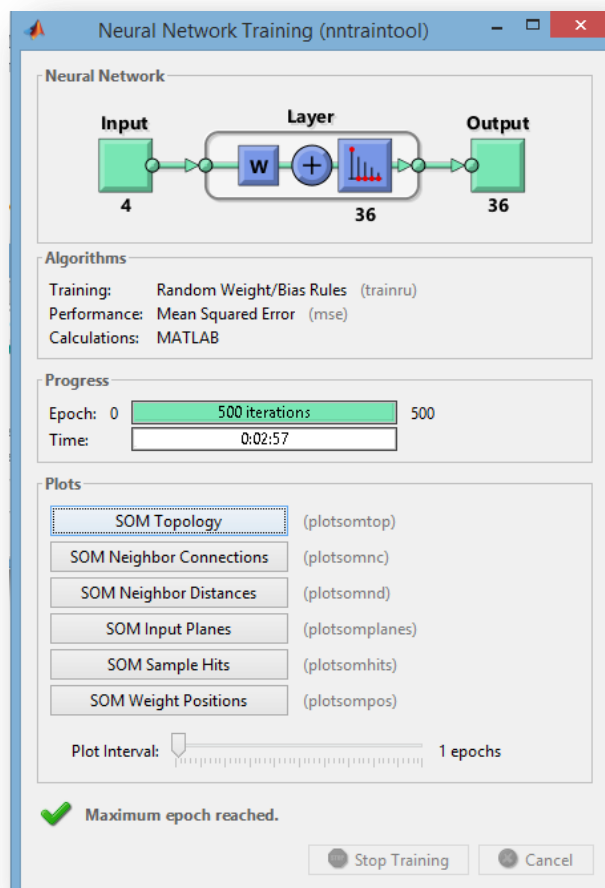 Neural Network Training (nntraintool)
Neural Network
Input
Layer
Output
W
4
36
36
Algorithms
Training: Random Weight/Bias Rules (trainru)
Performance: Mean Squared Error (mse)
Calculations: MATLAB
Progress
Epoch: 0 500 iterations 500
Time: 0:02:57
Plots
SOM Topology (plotsomtop)
SOM Neighbor Connections (plotsomnc)
SOM Neighbor Distances (plotsomnd)
SOM Input Planes (plotsomplanes)
SOM Sample Hits (plotsomhits)
SOM Weight Positions (plotsompos)
Plot Interval: 1 epochs
Maximum epoch reached.
Stop Training Cancel